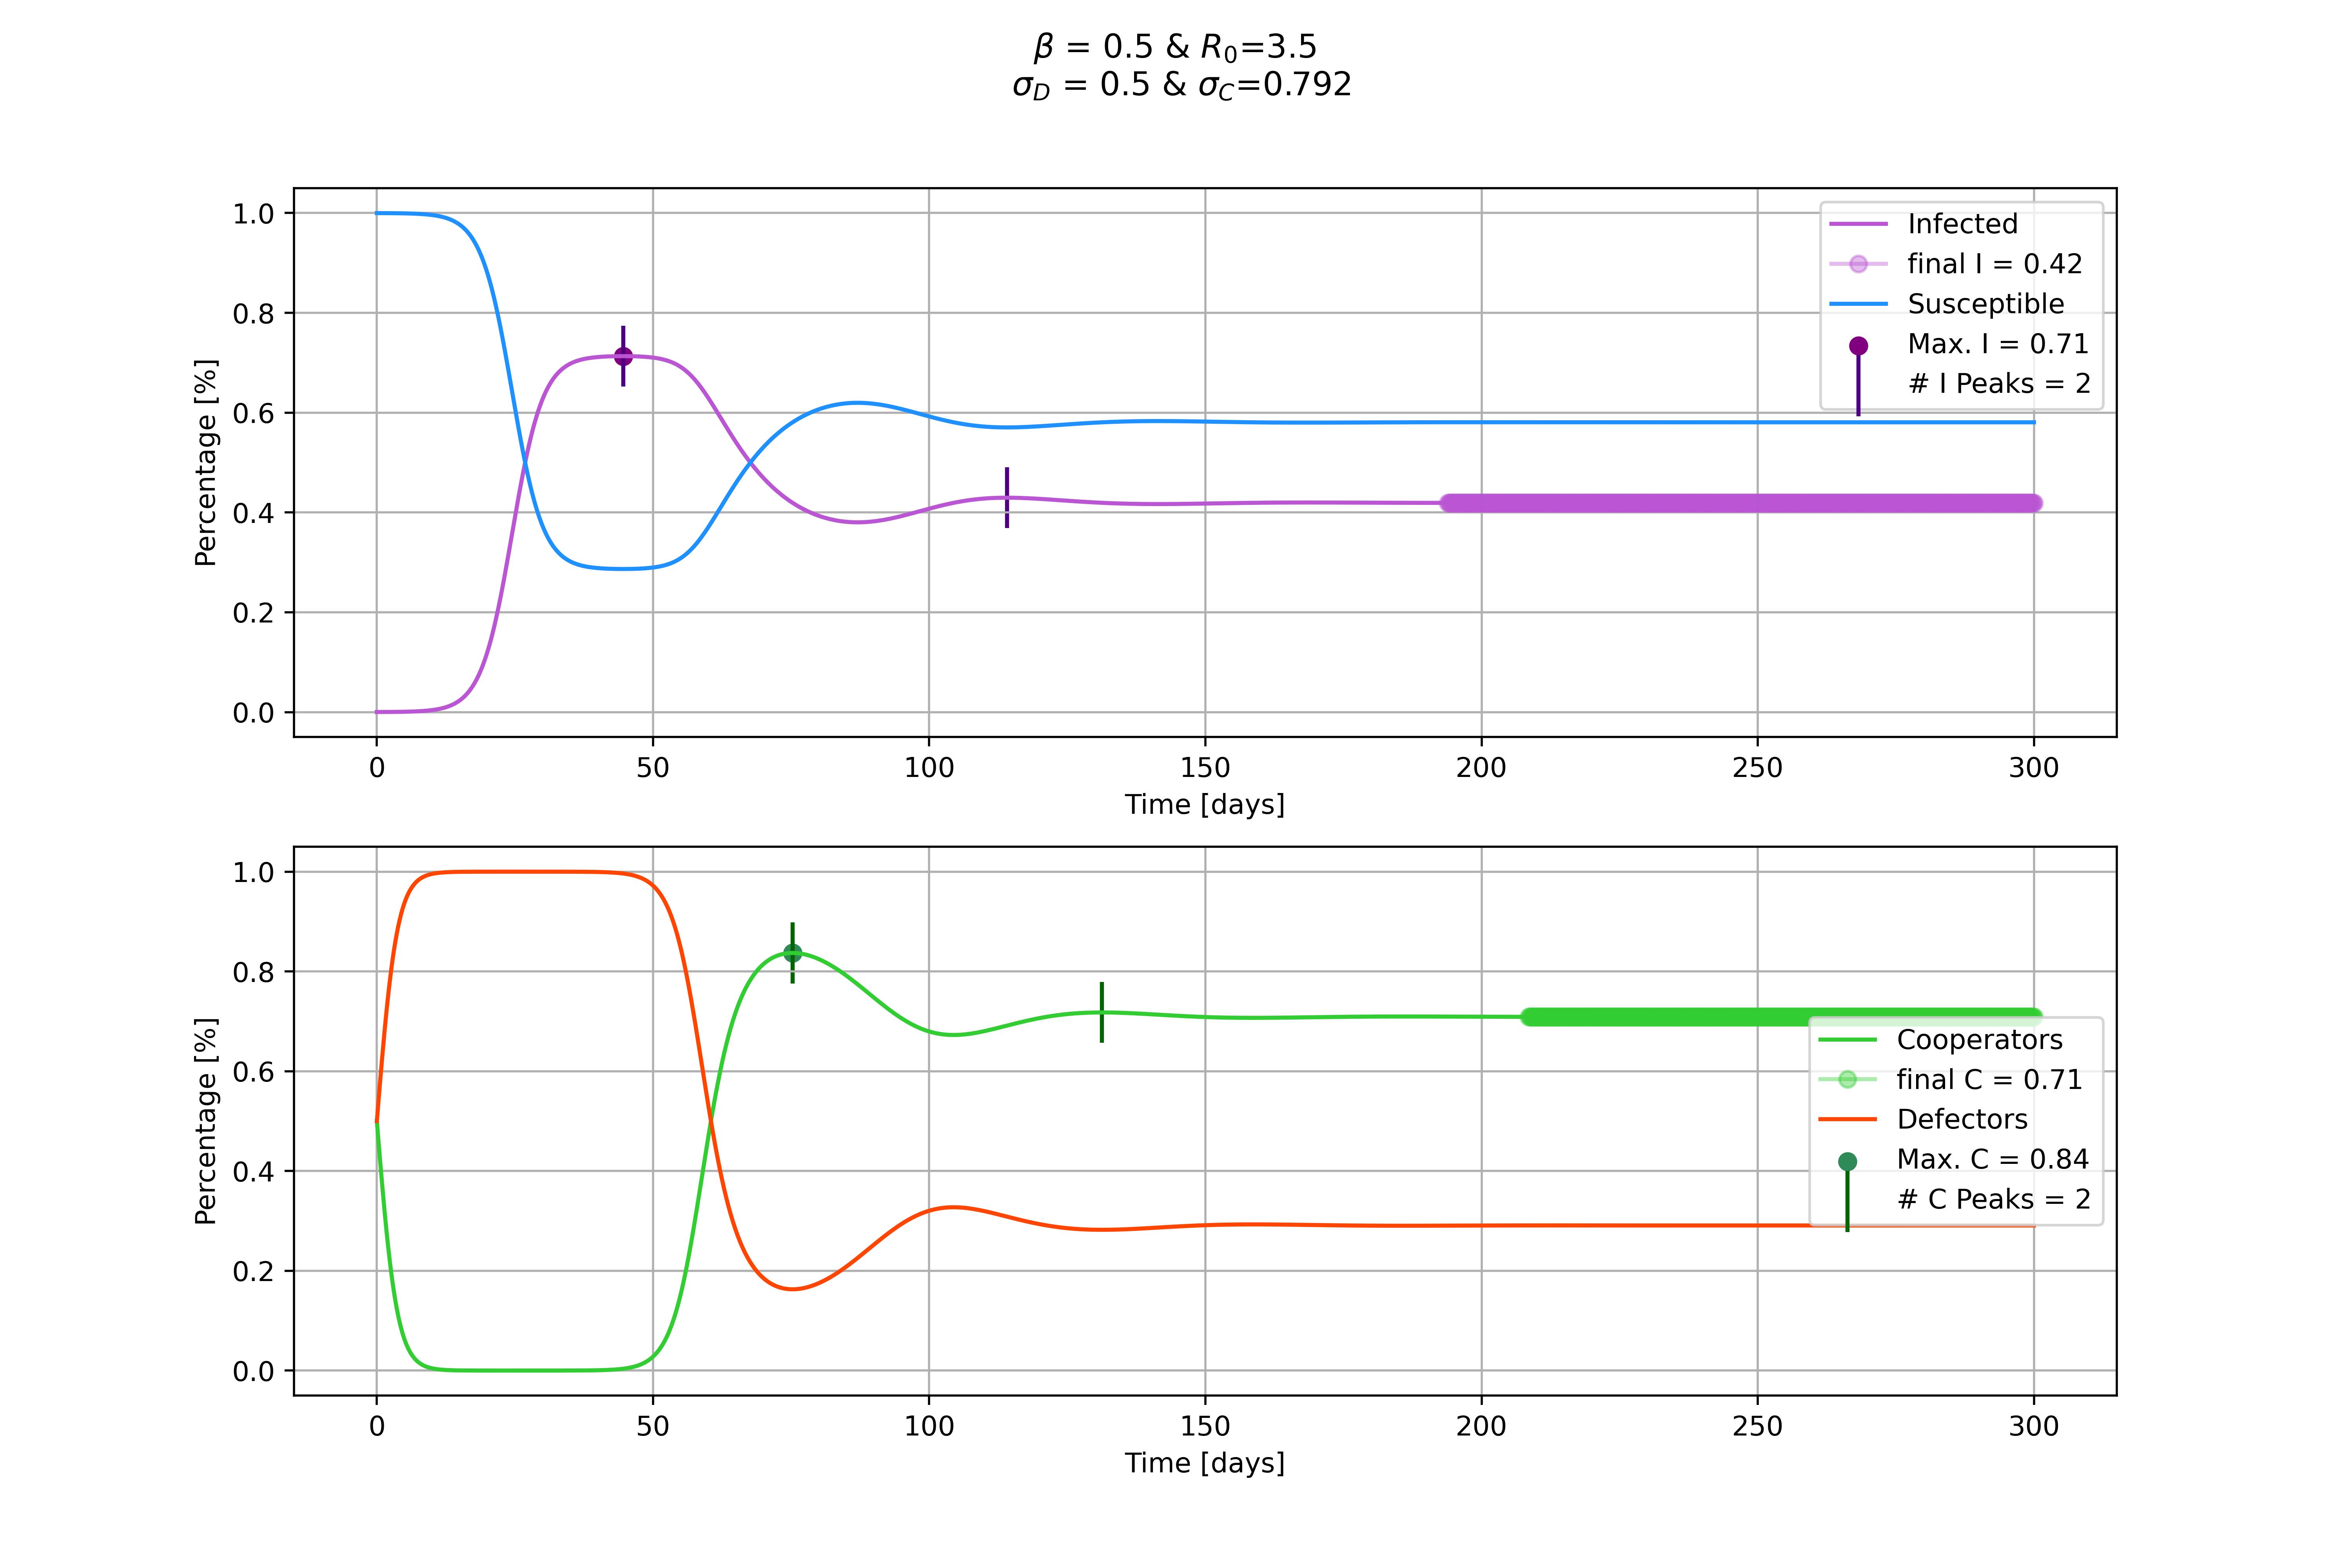 β = 0.5 & R₀=3.5
σ_D = 0.5 & σ_C=0.792
1.0
0.8
0.6
0.4
0.2
0.0
Percentage [%]
Infected
final I = 0.42
Susceptible
Max. I = 0.71
# I Peaks = 2
0 50 100 150 200 250 300
Time [days]
1.0
0.8
0.6
0.4
0.2
0.0
Percentage [%]
Cooperators
final C = 0.71
Defectors
Max. C = 0.84
# C Peaks = 2
0 50 100 150 200 250 300
Time [days]